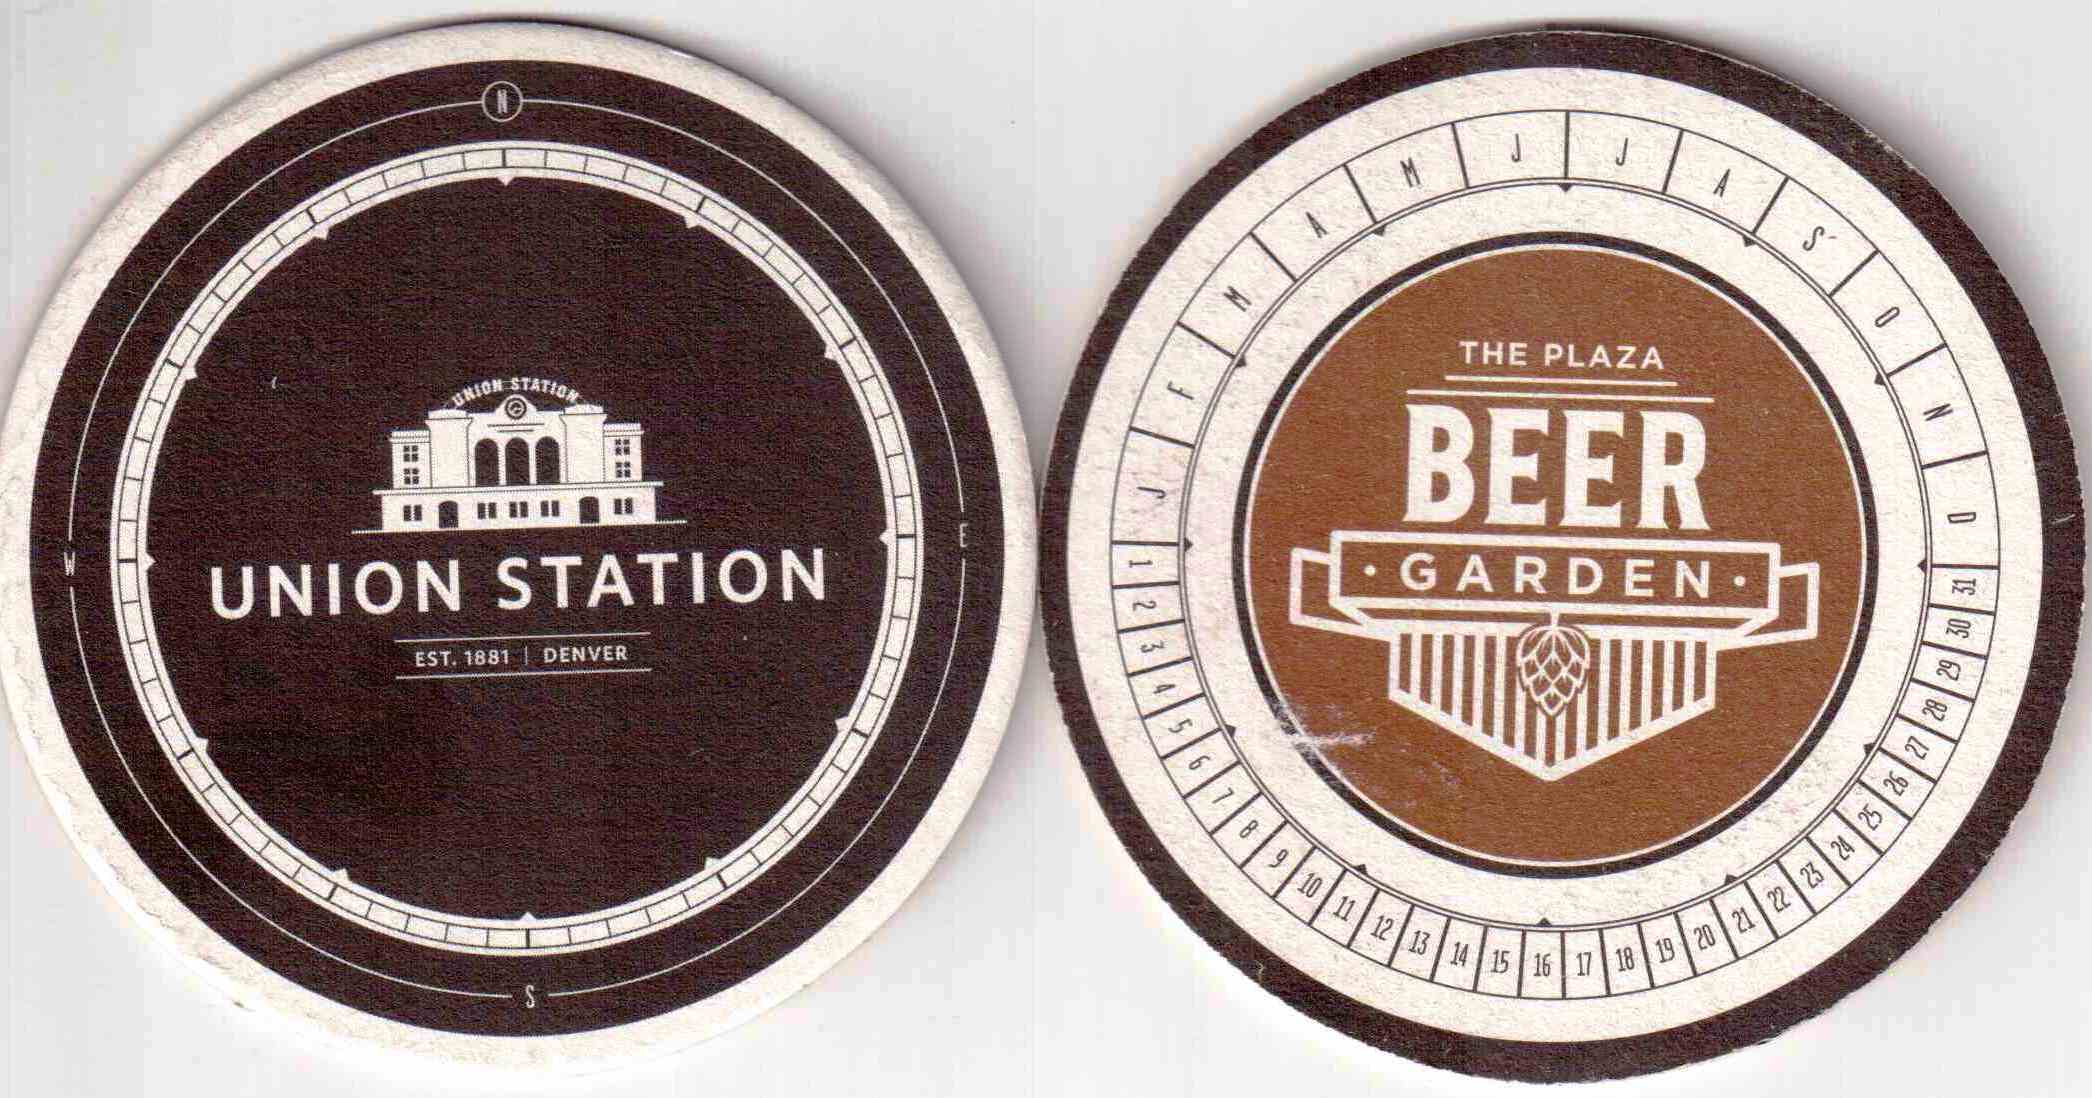 N
UNION STATION
W
E
UNION STATION
EST. 1881 | DENVER
S
J F M A M J J A S O N D
THE PLAZA
BEER
· GARDEN ·
1 2 3 4 5 6 7 8 9 10 11 12 13 14 15 16 17 18 19 20 21 22 23 24 25 26 27 28 29 30 31